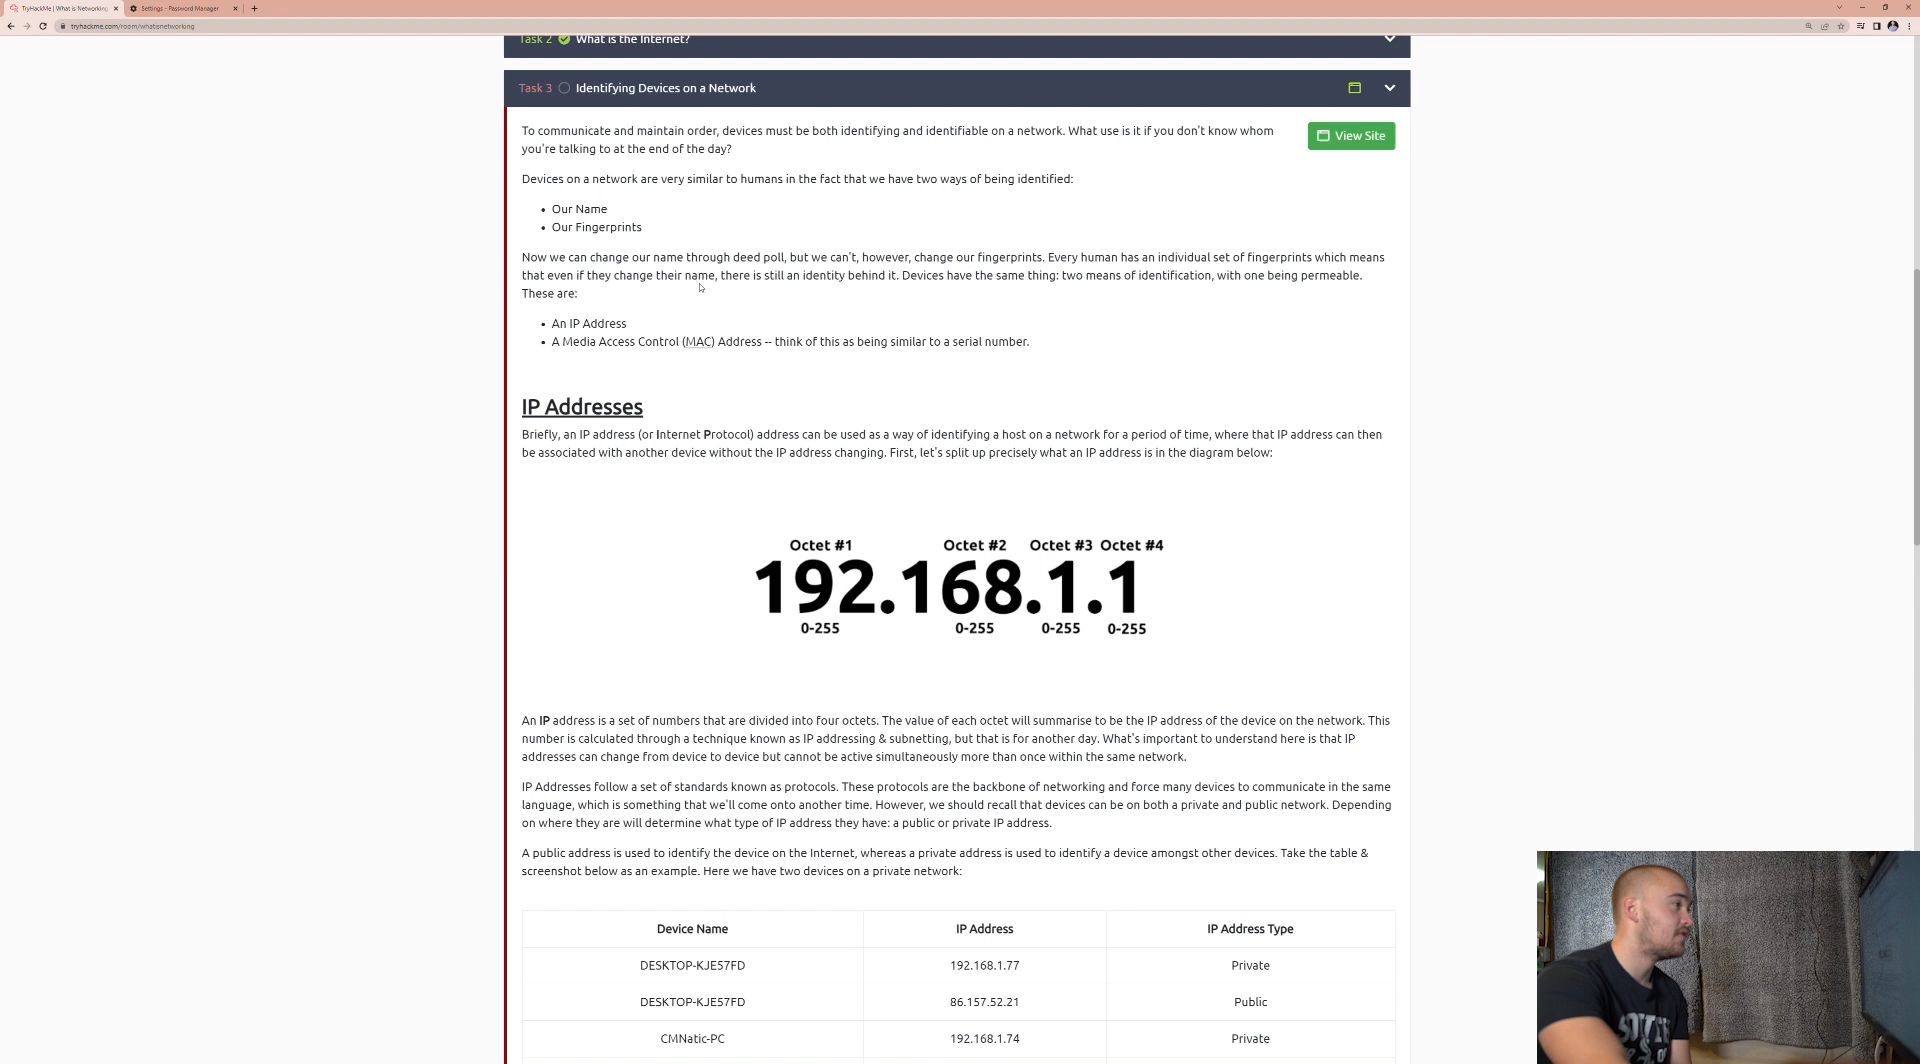 TryHackMe | What is Networking
Settings - Password Manager
tryhackme.com/room/whatisnetworking
Task 2 What is the Internet?
Task 3 Identifying Devices on a Network
To communicate and maintain order, devices must be both identifying and identifiable on a network. What use is it if you don't know whom
you're talking to at the end of the day?
View Site
Devices on a network are very similar to humans in the fact that we have two ways of being identified:
• Our Name
• Our Fingerprints
Now we can change our name through deed poll, but we can't, however, change our fingerprints. Every human has an individual set of fingerprints which means
that even if they change their name, there is still an identity behind it. Devices have the same thing: two means of identification, with one being permeable.
These are:
• An IP Address
• A Media Access Control (MAC) Address -- think of this as being similar to a serial number.
IP Addresses
Briefly, an IP address (or Internet Protocol) address can be used as a way of identifying a host on a network for a period of time, where that IP address can then
be associated with another device without the IP address changing. First, let's split up precisely what an IP address is in the diagram below:
Octet #1 Octet #2 Octet #3 Octet #4
192.168.1.1
0-255 0-255 0-255 0-255
An IP address is a set of numbers that are divided into four octets. The value of each octet will summarise to be the IP address of the device on the network. This
number is calculated through a technique known as IP addressing & subnetting, but that is for another day. What's important to understand here is that IP
addresses can change from device to device but cannot be active simultaneously more than once within the same network.
IP Addresses follow a set of standards known as protocols. These protocols are the backbone of networking and force many devices to communicate in the same
language, which is something that we'll come onto another time. However, we should recall that devices can be on both a private and public network. Depending
on where they are will determine what type of IP address they have: a public or private IP address.
A public address is used to identify the device on the Internet, whereas a private address is used to identify a device amongst other devices. Take the table &
screenshot below as an example. Here we have two devices on a private network:
Device Name IP Address IP Address Type
DESKTOP-KJE57FD 192.168.1.77 Private
DESKTOP-KJE57FD 86.157.52.21 Public
CMNatic-PC 192.168.1.74 Private